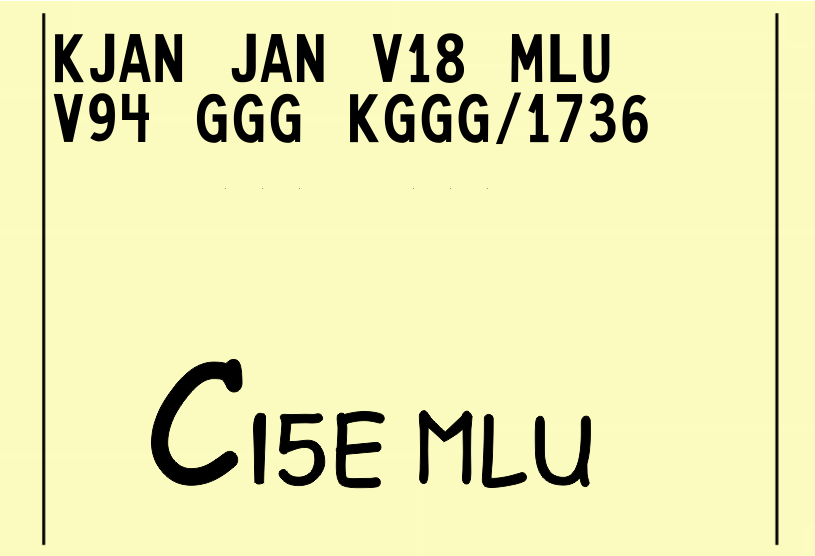 KJAN JAN V18 MLU
V94 GGG KGGG/1736
C15E MLU